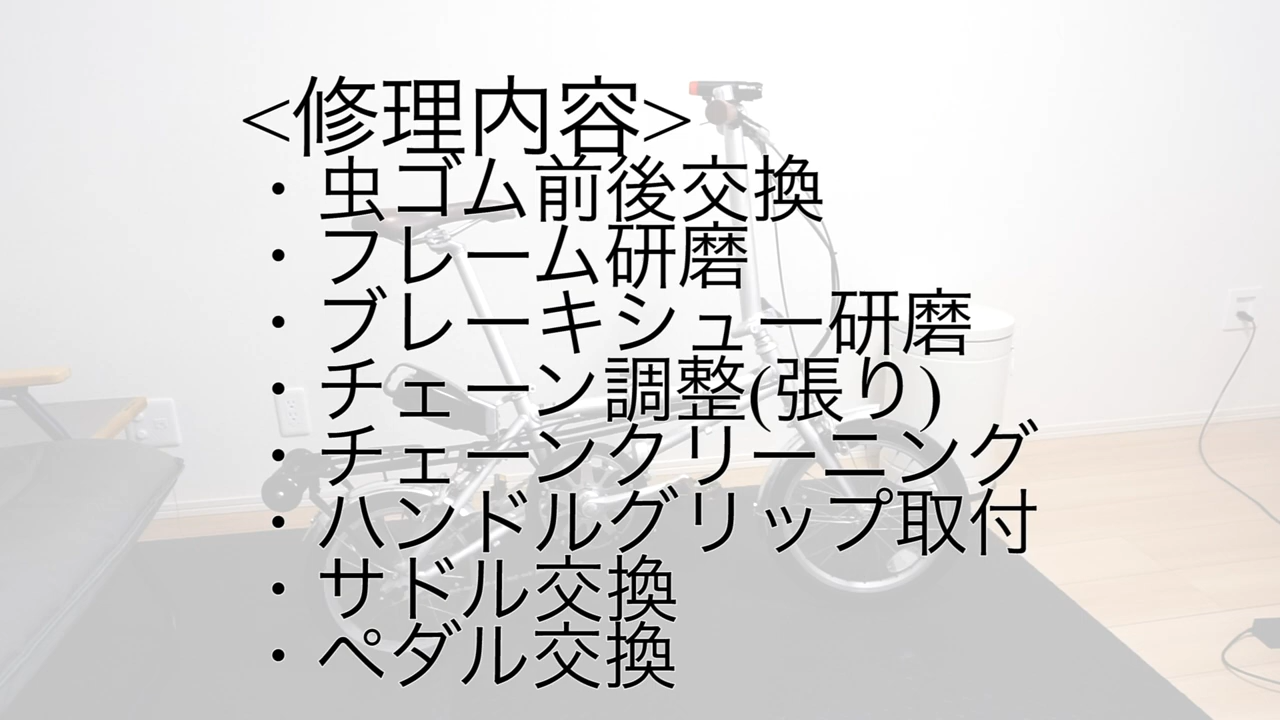 <修理内容>
・虫ゴム前後交換
・フレーム研磨
・ブレーキシュー研磨
・チェーン調整(張り)
・チェーンクリーニング
・ハンドルグリップ取付
・サドル交換
・ペダル交換